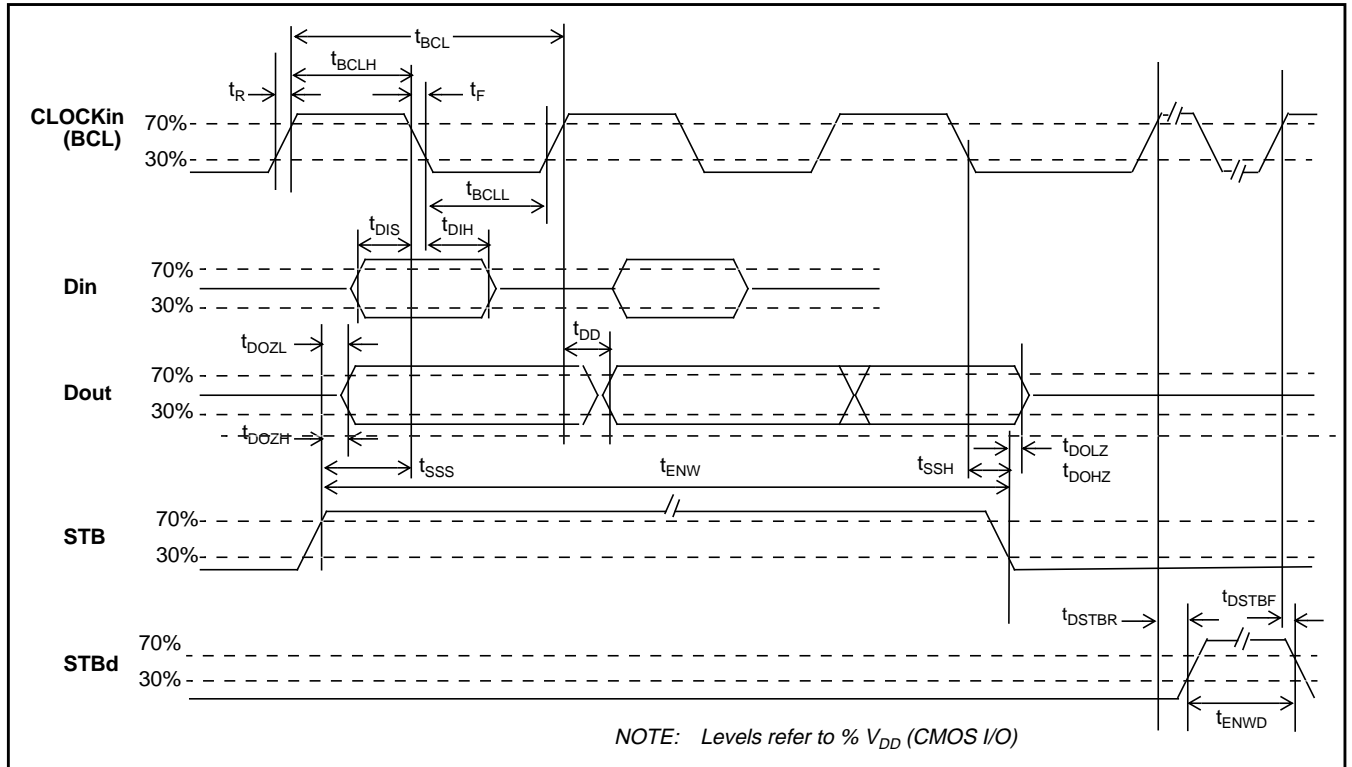 tBCL
tBCLH
tR
tF
CLOCKin
(BCL)
70%
30%
tBCLL
tDIS
tDIH
Din
70%
30%
tDOZL
tDD
Dout
70%
30%
tDOZH
tSSS
tENW
tSSH
tDOLZ
tDOHZ
STB
70%
30%
tDSTBR
tDSTBF
STBd
70%
30%
tENWD
NOTE: Levels refer to % VDD (CMOS I/O)